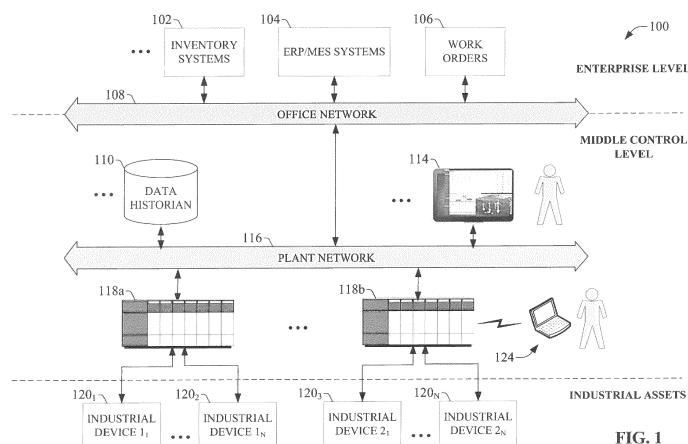 102
104
106
100
INVENTORY
SYSTEMS
ERP/MES SYSTEMS
WORK
ORDERS
ENTERPRISE LEVEL
108
OFFICE NETWORK
MIDDLE CONTROL
LEVEL
110
114
DATA
HISTORIAN
116
PLANT NETWORK
118a
118b
124
120₁
120₂
120₃
120N
INDUSTRIAL ASSETS
INDUSTRIAL
DEVICE 1₁
INDUSTRIAL
DEVICE 1N
INDUSTRIAL
DEVICE 2₁
INDUSTRIAL
DEVICE 2N
FIG. 1